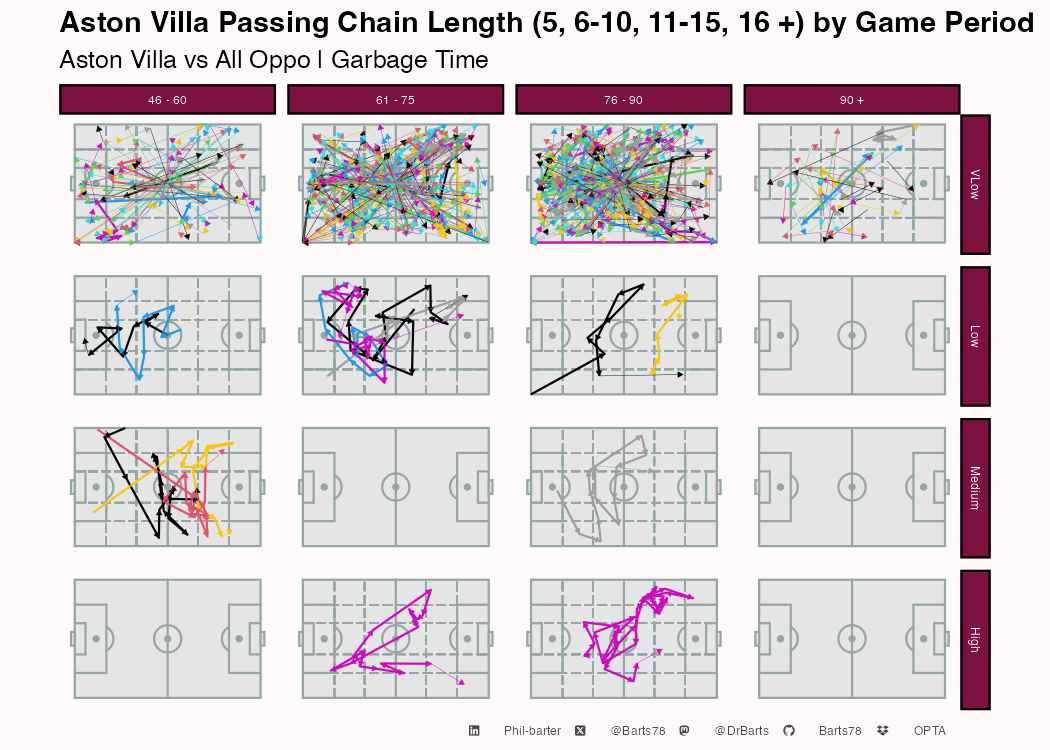 Aston Villa Passing Chain Length (5, 6-10, 11-15, 16 +) by Game Period
Aston Villa vs All Oppo | Garbage Time
46 - 60 61 - 75 76 - 90 90 +
VLow
Low
Medium
High
Phil-barter @Barts78 @DrBarts Barts78 OPTA